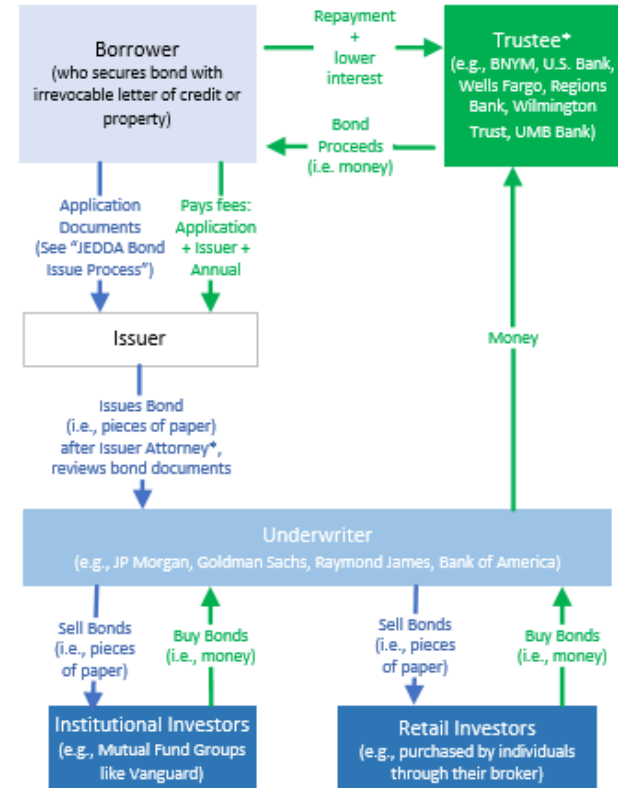 Borrower
(who secures bond with
irrevocable letter of credit or
property)
Repayment
+
lower
interest
Trustee*
(e.g., BNYM, U.S. Bank,
Wells Fargo, Regions
Bank, Wilmington
Trust, UMB Bank)
Bond
Proceeds
(i.e. money)
Application
Documents
(See “JEDDA Bond
Issue Process”)
Pays fees:
Application
+ Issuer +
Annual
Issuer
Money
Issues Bond
(i.e., pieces of paper)
after Issuer Attorney*,
reviews bond documents
Underwriter
(e.g., JP Morgan, Goldman Sachs, Raymond James, Bank of America)
Sell Bonds
(i.e., pieces
of paper)
Buy Bonds
(i.e., money)
Sell Bonds
(i.e., pieces
of paper)
Buy Bonds
(i.e., money)
Institutional Investors
(e.g., Mutual Fund Groups
like Vanguard)
Retail Investors
(e.g., purchased by individuals
through their broker)